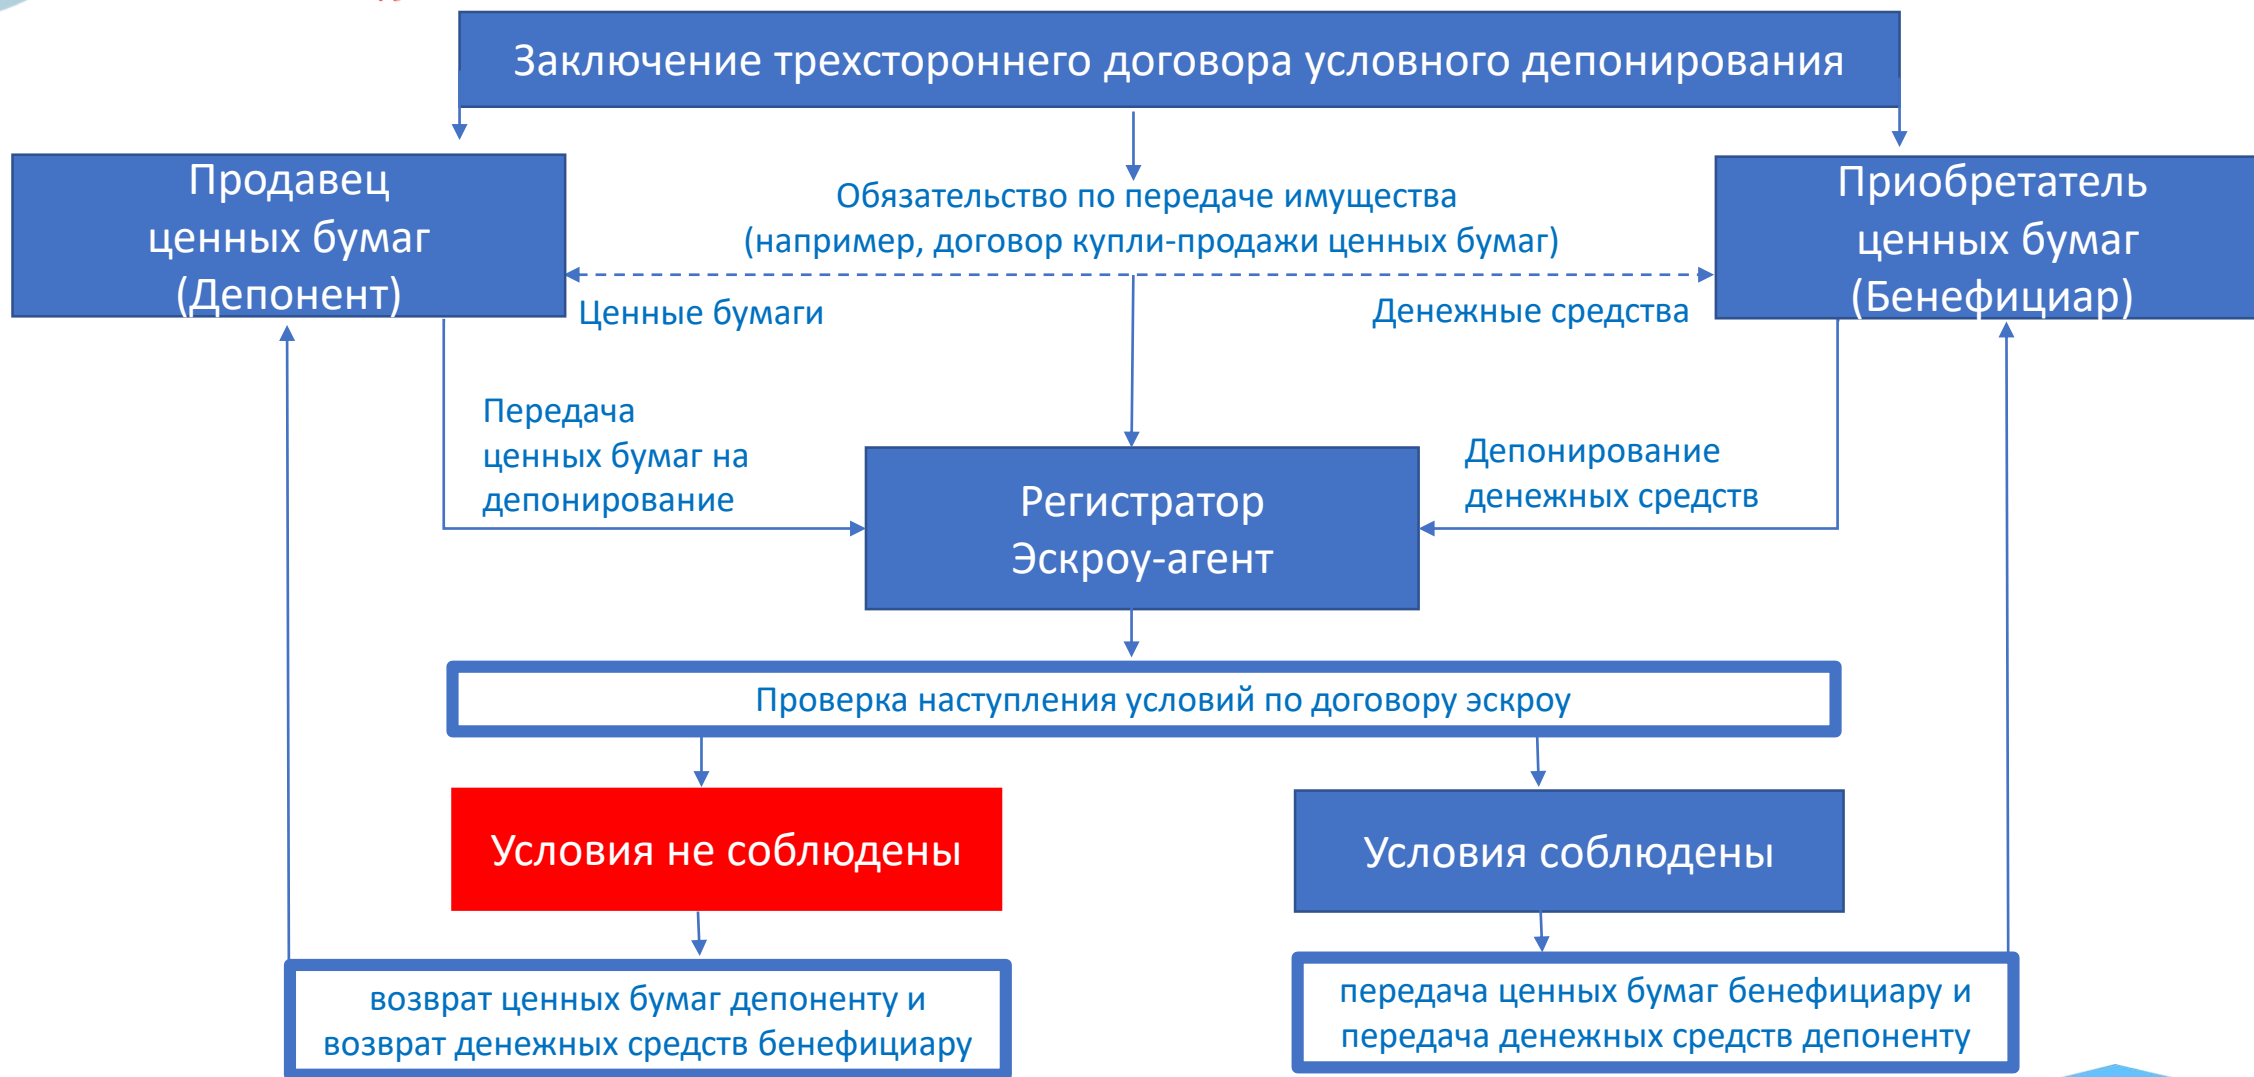 Заключение трехстороннего договора условного депонирования
Продавец
ценных бумаг
(Депонент)
Обязательство по передаче имущества
(например, договор купли-продажи ценных бумаг)
Приобретатель
ценных бумаг
(Бенефициар)
Ценные бумаги
Денежные средства
Передача
ценных бумаг на
депонирование
Регистратор
Эскроу-агент
Депонирование
денежных средств
Проверка наступления условий по договору эскроу
Условия не соблюдены
Условия соблюдены
возврат ценных бумаг депоненту и
возврат денежных средств бенефициару
передача ценных бумаг бенефициару и
передача денежных средств депоненту